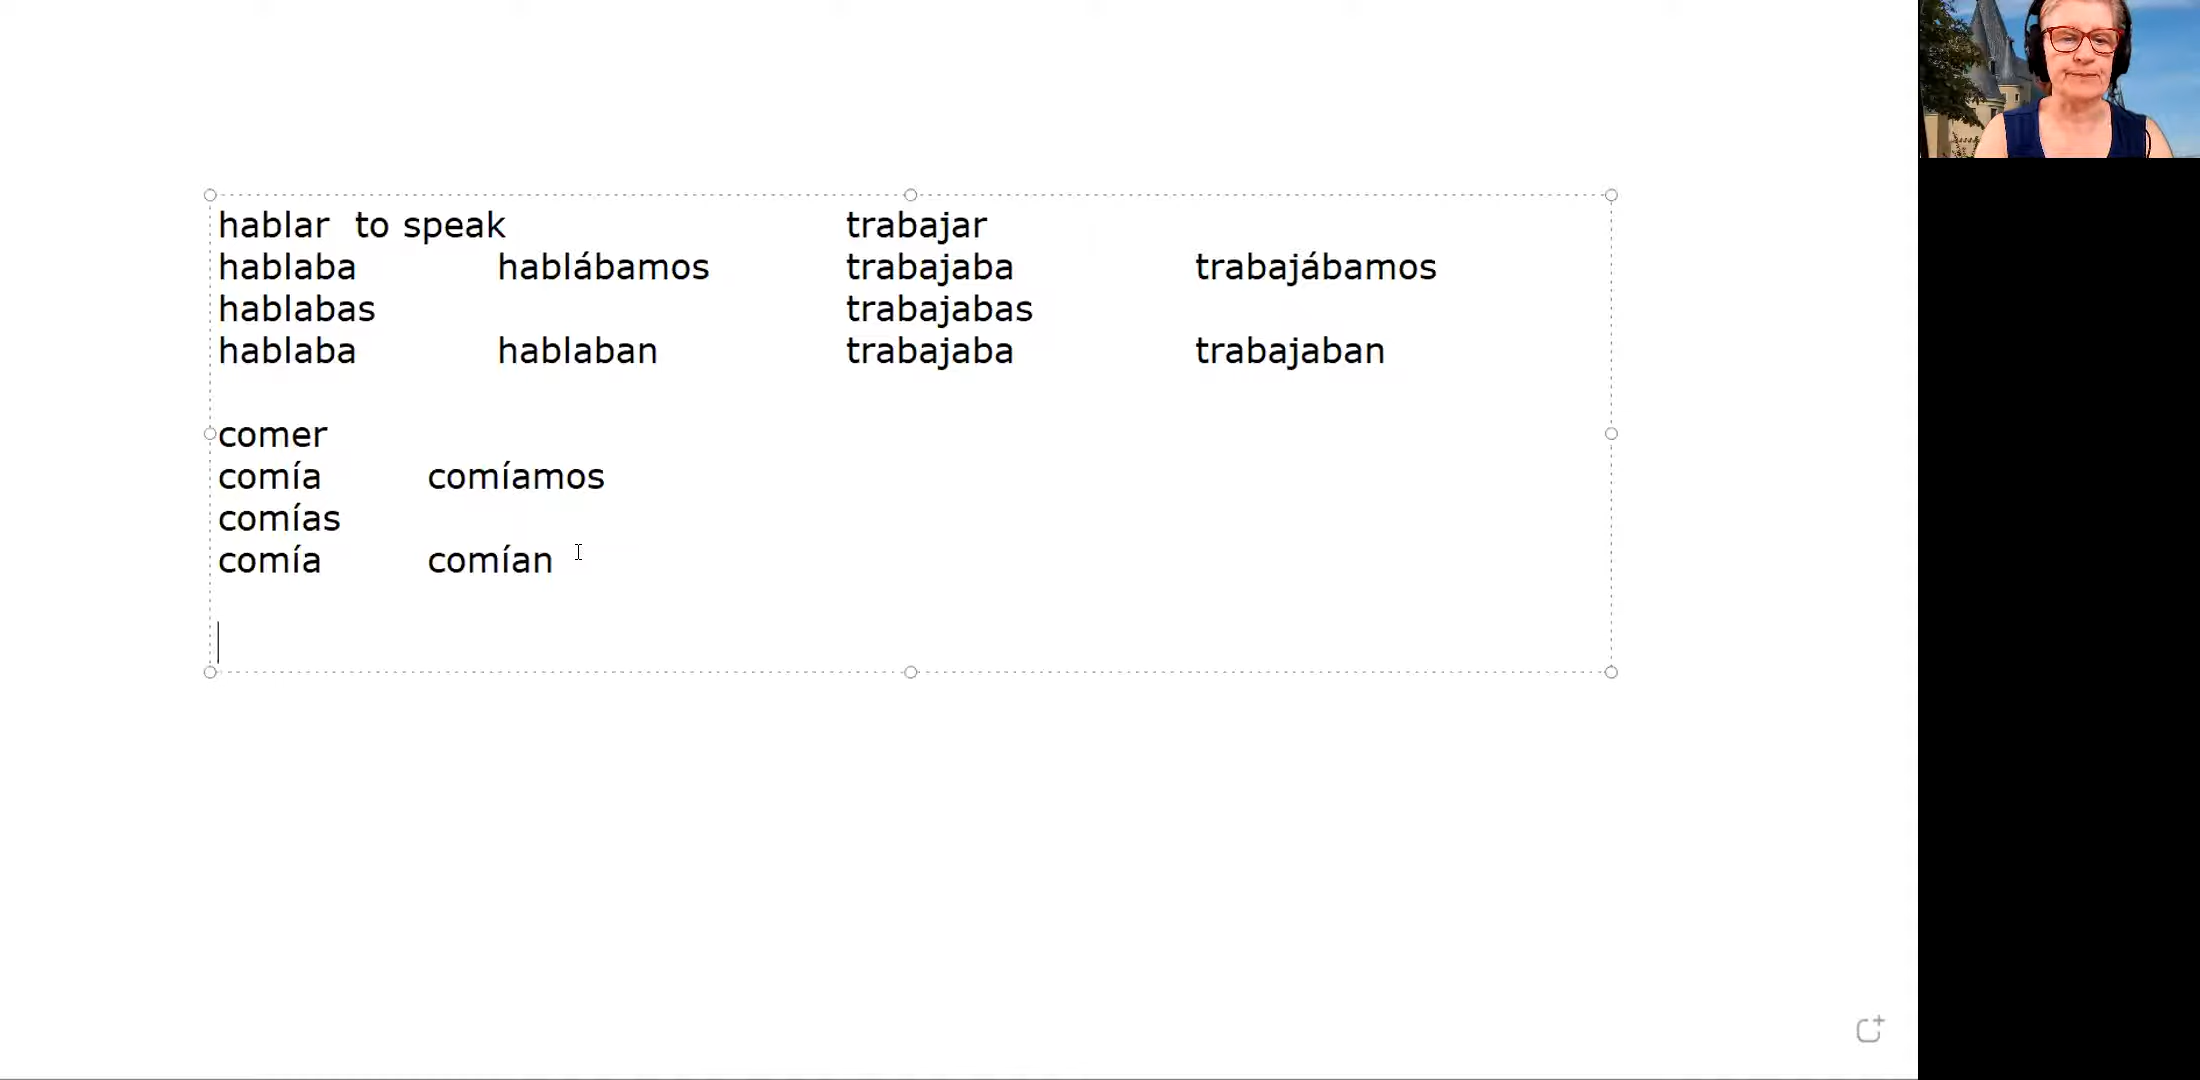 hablar to speak trabajar
hablaba hablábamos trabajaba trabajábamos
hablabas trabajabas
hablaba hablaban trabajaba trabajaban
comer
comía comíamos
comías
comía comían